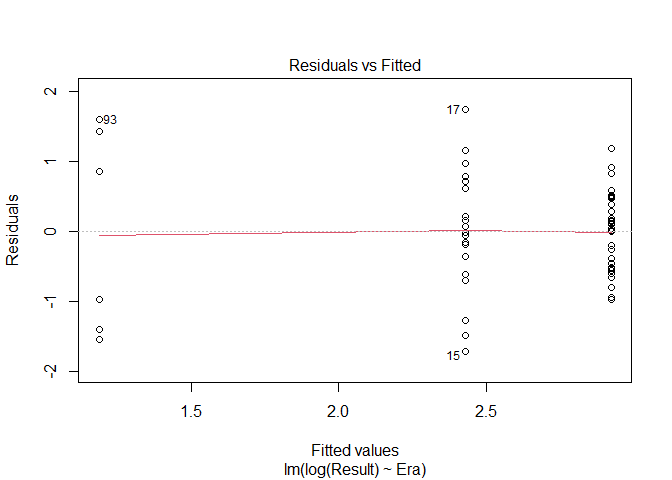 Residuals vs Fitted
Residuals
2
1
0
-1
-2
93
17
15
1.5
2.0
2.5
Fitted values
lm(log(Result) ~ Era)